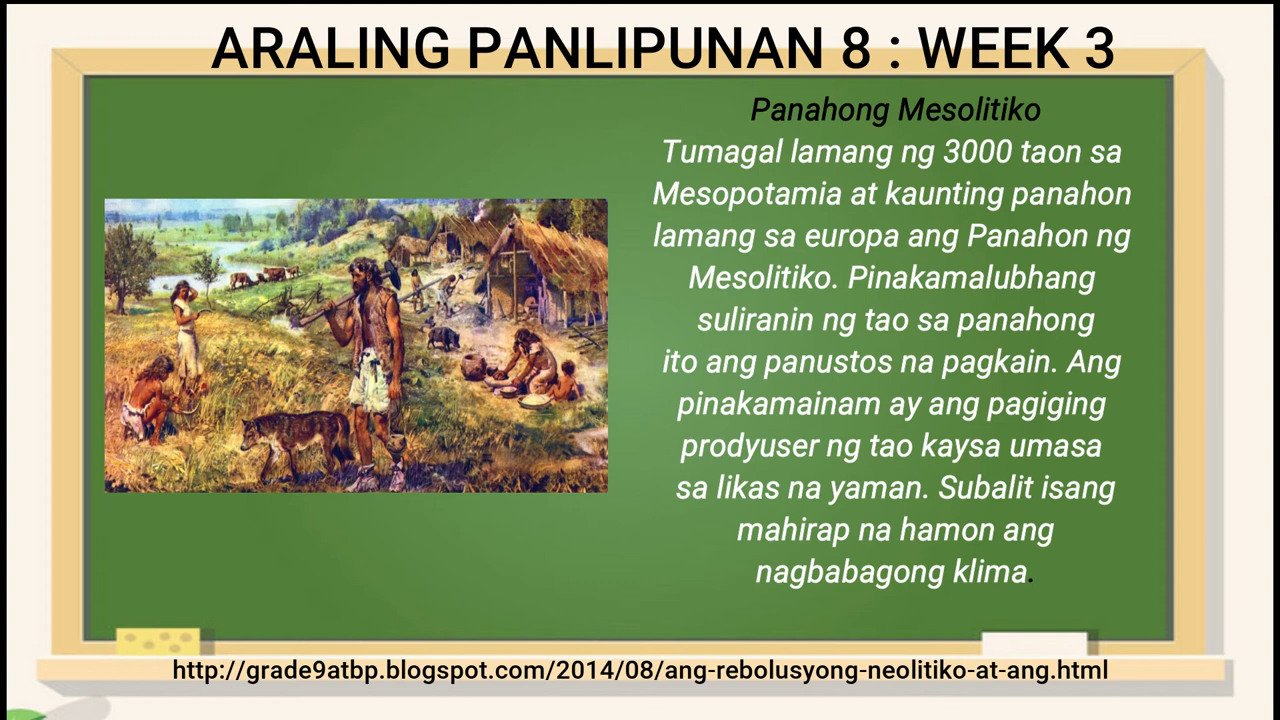 ARALING PANLIPUNAN 8 : WEEK 3
Panahong Mesolitiko
Tumagal lamang ng 3000 taon sa
Mesopotamia at kaunting panahon
lamang sa europa ang Panahon ng
Mesolitiko. Pinakamalubhang
suliranin ng tao sa panahong
ito ang panustos na pagkain. Ang
pinakamainam ay ang pagiging
prodyuser ng tao kaysa umasa
sa likas na yaman. Subalit isang
mahirap na hamon ang
nagbabagong klima.
http://grade9atbp.blogspot.com/2014/08/ang-rebolusyong-neolitiko-at-ang.html